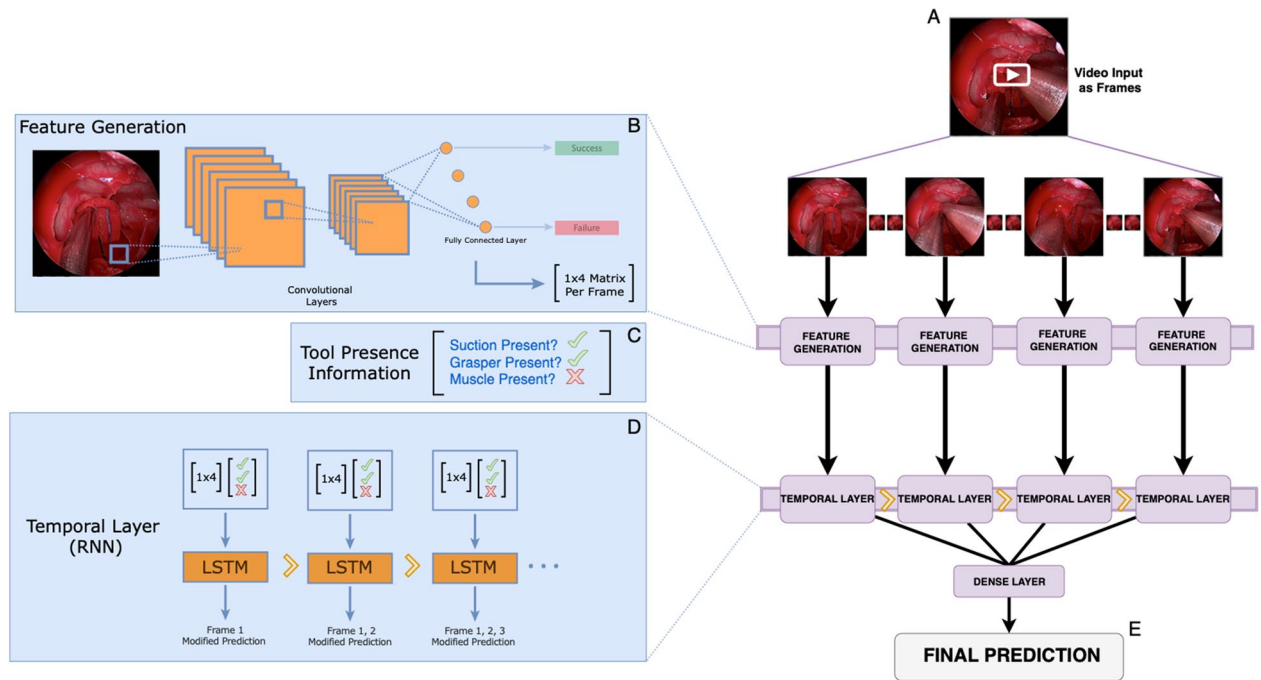 A
Video Input
as Frames
Feature Generation
B
Success
Failure
Fully Connected Layer
Convolutional
Layers
1x4 Matrix
Per Frame
C
Tool Presence
Information
Suction Present?
Grasper Present?
Muscle Present?
D
Temporal Layer
(RNN)
[1x4]
[1x4]
[1x4]
LSTM
LSTM
LSTM
Frame 1
Modified Prediction
Frame 1, 2
Modified Prediction
Frame 1, 2, 3
Modified Prediction
FEATURE
GENERATION
FEATURE
GENERATION
FEATURE
GENERATION
FEATURE
GENERATION
TEMPORAL LAYER
TEMPORAL LAYER
TEMPORAL LAYER
TEMPORAL LAYER
DENSE LAYER
E
FINAL PREDICTION